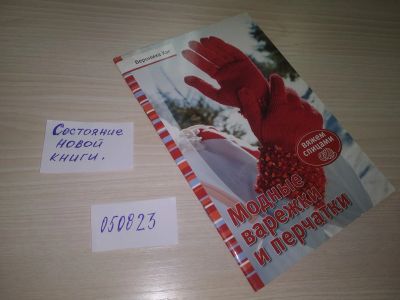 Вероника Хуг
вяжем
спицами
Модные
варежки
и перчатки
Состояние
новой
книги.
050823